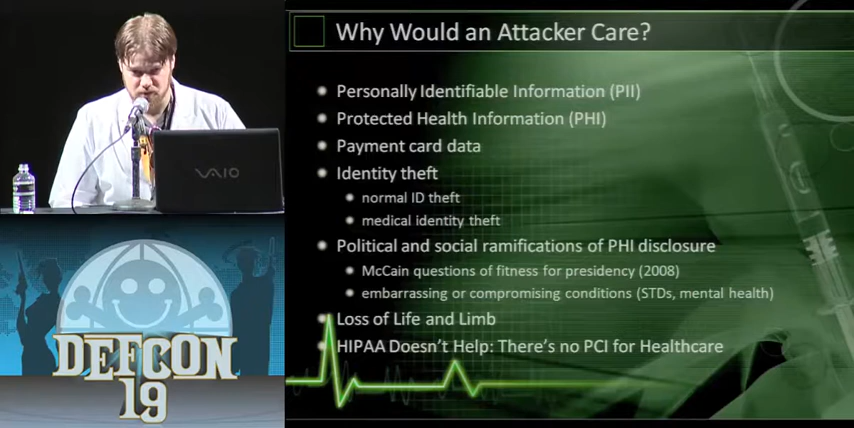 Why Would an Attacker Care?
Personally Identifiable Information (PII)
Protected Health Information (PHI)
Payment card data
Identity theft
normal ID theft
medical identity theft
Political and social ramifications of PHI disclosure
McCain questions of fitness for presidency (2008)
embarrassing or compromising conditions (STDs, mental health)
Loss of Life and Limb
HIPAA Doesn't Help: There's no PCI for Healthcare
VAIO
DEFCON
19